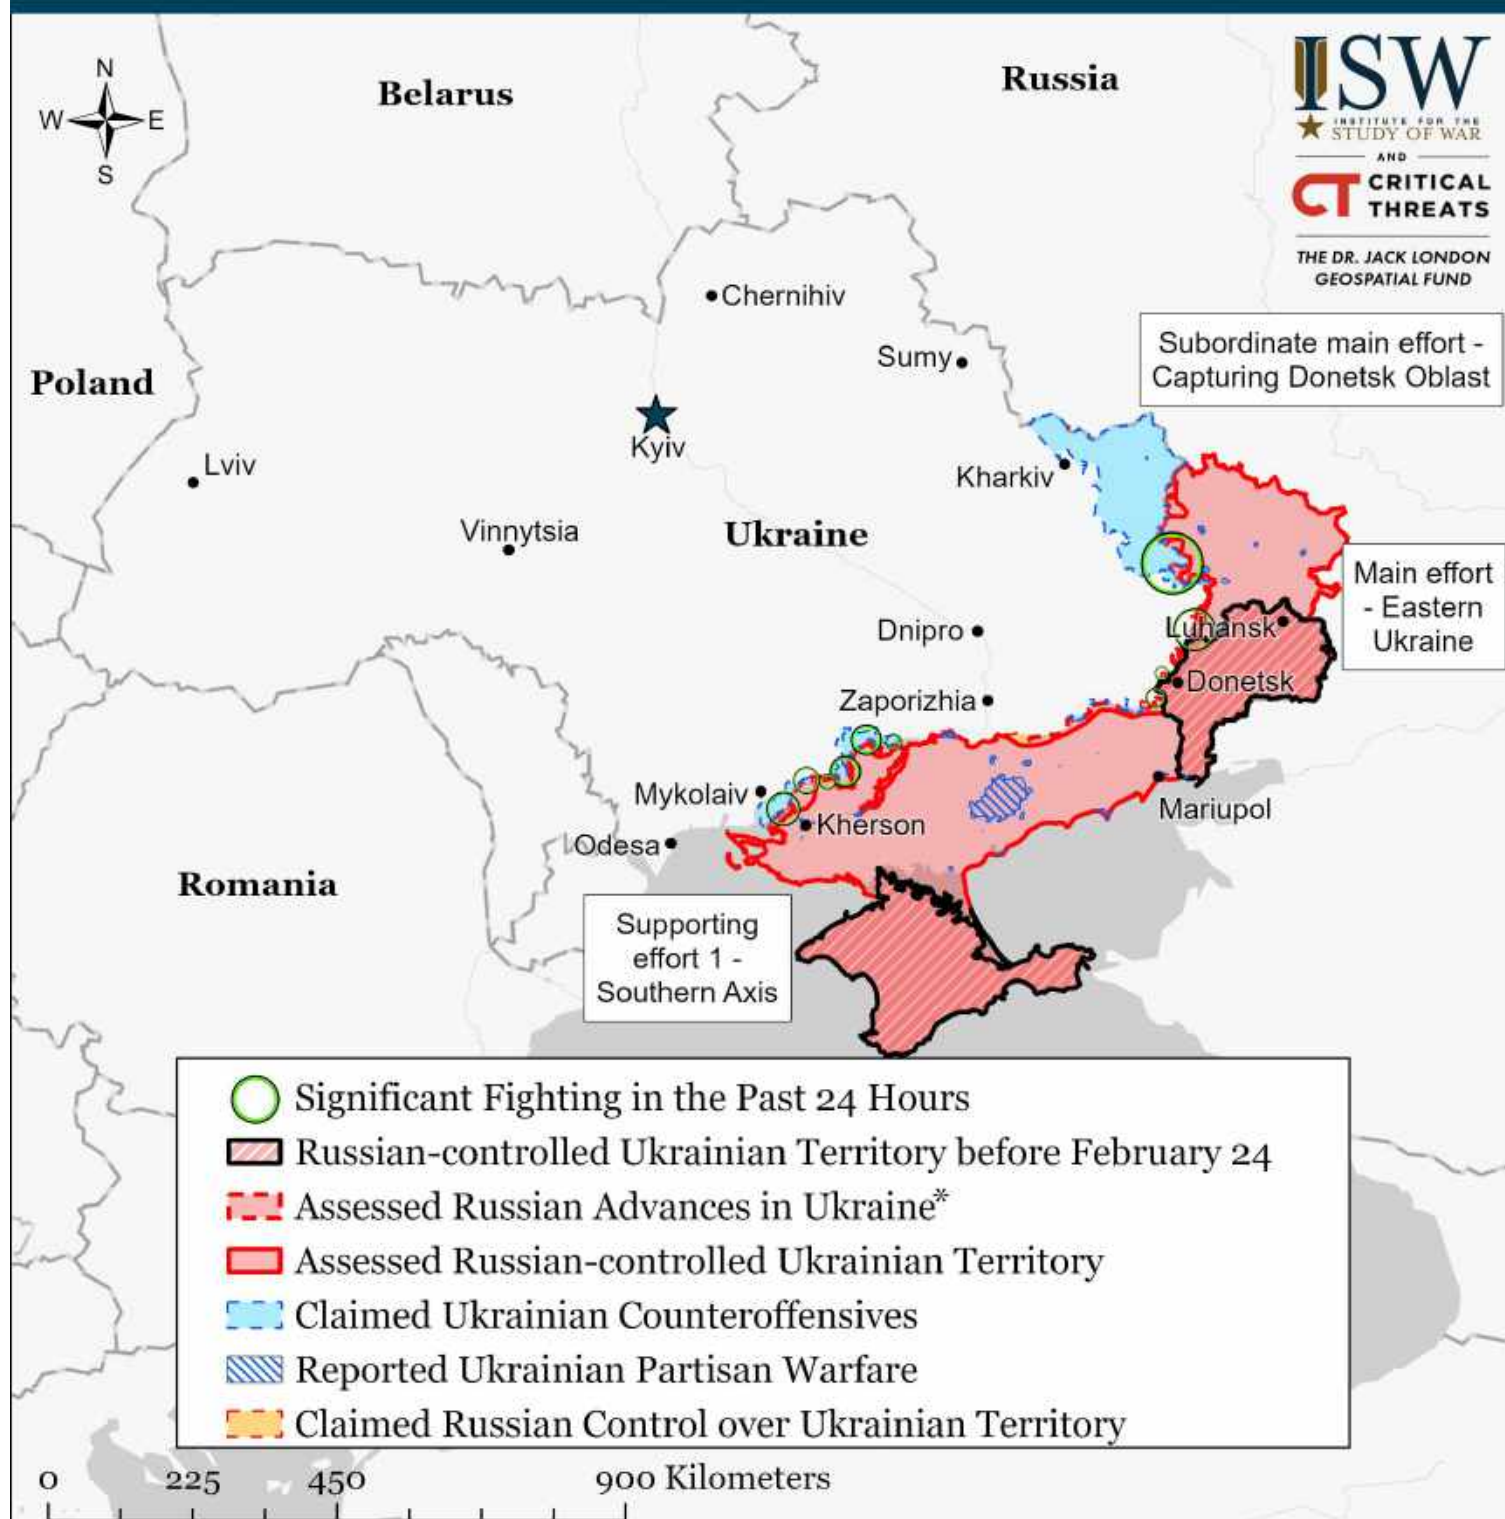 N
W
E
S
Belarus
Russia
ISW
INSTITUTE FOR THE
STUDY OF WAR
AND
CT CRITICAL
THREATS
THE DR. JACK LONDON
GEOSPATIAL FUND
Chernihiv
Subordinate main effort -
Capturing Donetsk Oblast
Sumy
Poland
Kyiv
Lviv
Kharkiv
Vinnytsia
Ukraine
Main effort
- Eastern
Ukraine
Dnipro
Luhansk
Donetsk
Zaporizhia
Mykolaiv
Mariupol
Kherson
Odesa
Romania
Supporting
effort 1 -
Southern Axis
Significant Fighting in the Past 24 Hours
Russian-controlled Ukrainian Territory before February 24
Assessed Russian Advances in Ukraine*
Assessed Russian-controlled Ukrainian Territory
Claimed Ukrainian Counteroffensives
Reported Ukrainian Partisan Warfare
Claimed Russian Control over Ukrainian Territory
0 225 450 900 Kilometers